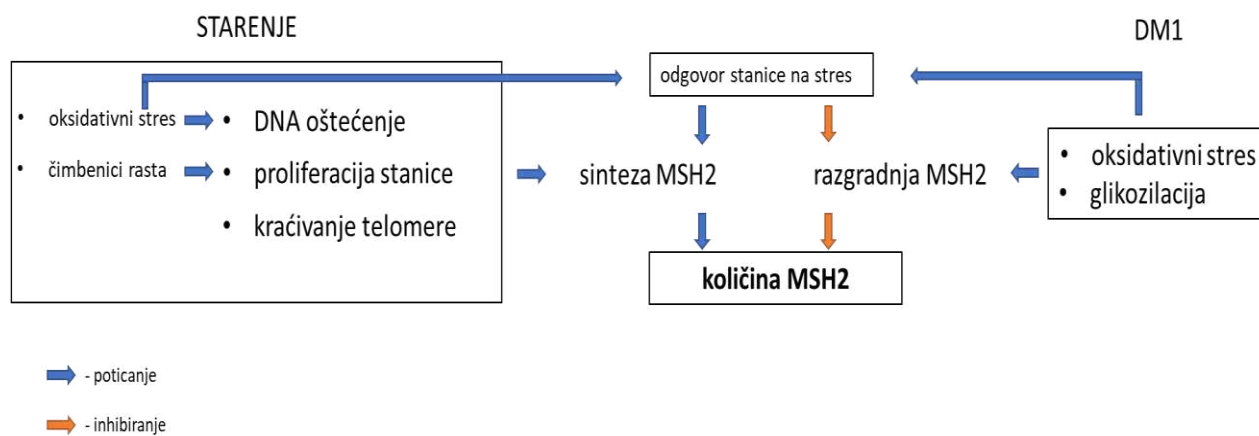 STARENJE
DM1
odgovor stanice na stres
• oksidativni stres
• DNA oštećenje
• čimbenici rasta
• proliferacija stanice
• kraćivanje telomere
sinteza MSH2
razgradnja MSH2
• oksidativni stres
• glikozilacija
količina MSH2
- poticanje
- inhibiranje